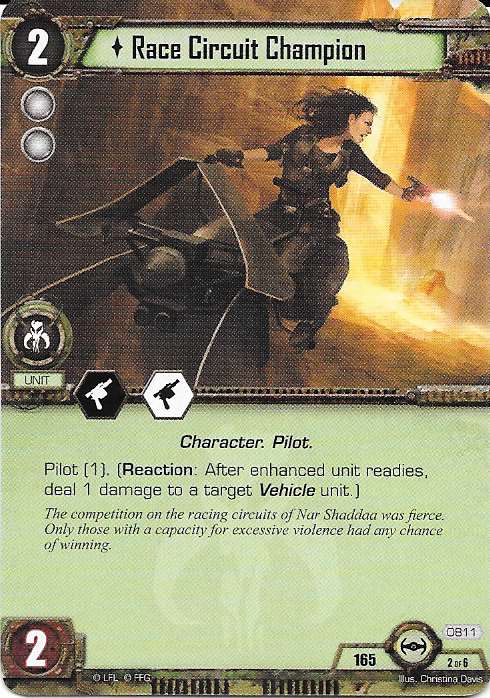 2
Race Circuit Champion
UNIT
Character. Pilot.
Pilot (1). (Reaction: After enhanced unit readies,
deal 1 damage to a target Vehicle unit.)
The competition on the racing circuits of Nar Shaddaa was fierce.
Only those with a capacity for excessive violence had any chance
of winning.
2
0811
165
2 OF 6
© LFL © FFG
Illus. Christina Davis